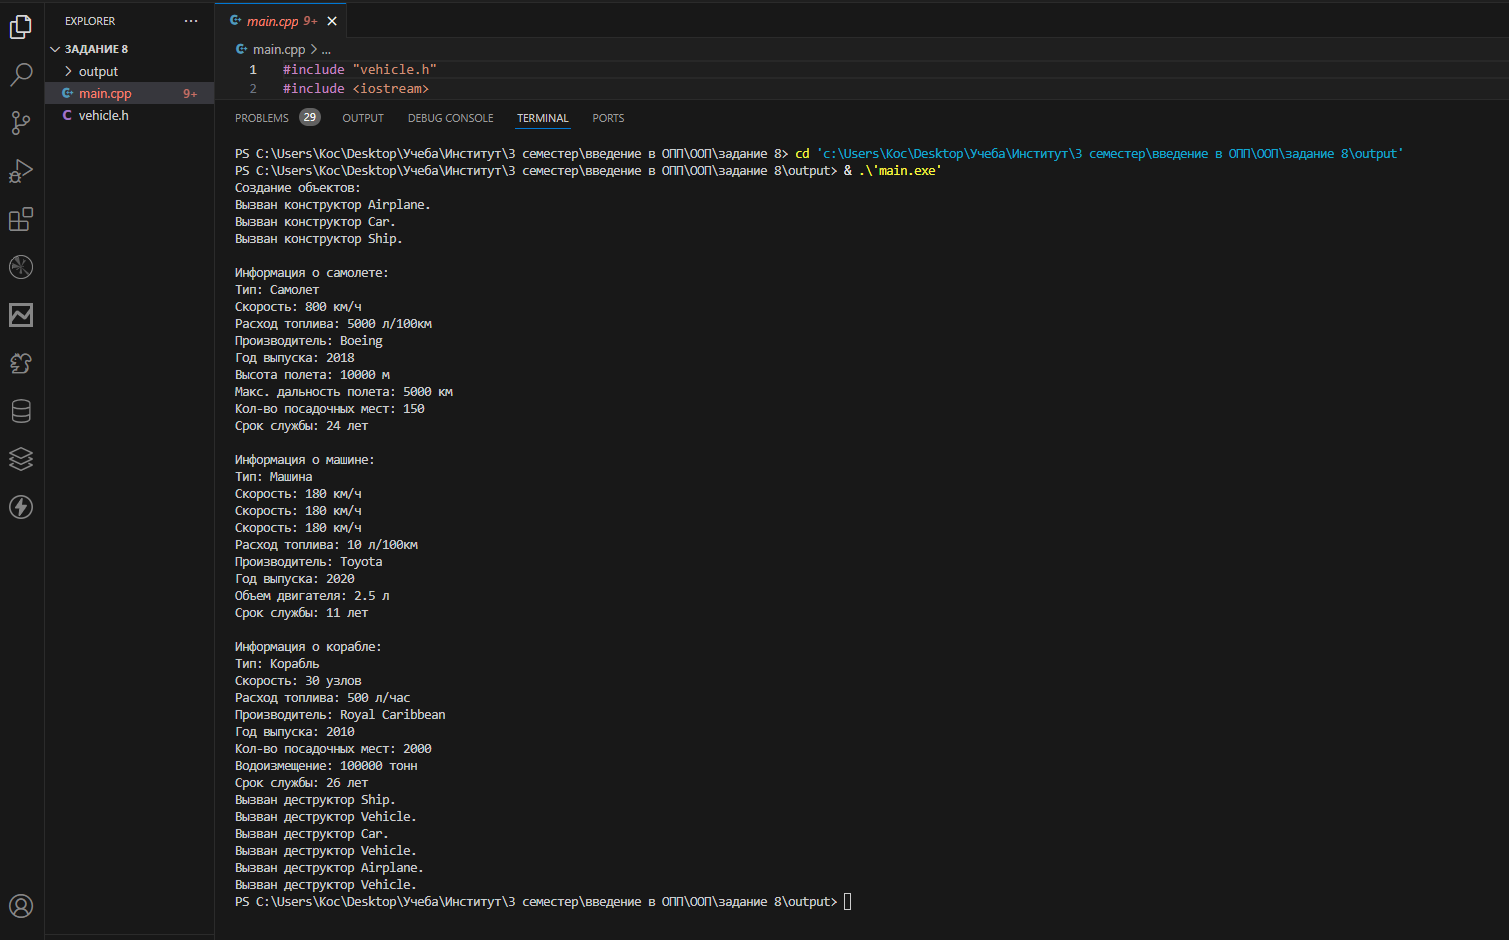 EXPLORER ...
ЗАДАНИЕ 8
output
main.cpp 9+
vehicle.h
main.cpp 9+
main.cpp > ...
1 #include "vehicle.h"
2 #include <iostream>
PROBLEMS 29 OUTPUT DEBUG CONSOLE TERMINAL PORTS
PS C:\Users\Koc\Desktop\Учеба\Институт\3 семестр\введение в ОПП\ООП\задание 8> cd 'c:\Users\Koc\Desktop\Учеба\Институт\3 семестр\введение в ОПП\ООП\задание 8\output'
PS C:\Users\Koc\Desktop\Учеба\Институт\3 семестр\введение в ОПП\ООП\задание 8\output> & .\'main.exe'
Создание объектов:
Вызван конструктор Airplane.
Вызван конструктор Car.
Вызван конструктор Ship.
Информация о самолете:
Тип: Самолет
Скорость: 800 км/ч
Расход топлива: 5000 л/100км
Производитель: Boeing
Год выпуска: 2018
Высота полета: 10000 м
Макс. дальность полета: 5000 км
Кол-во посадочных мест: 150
Срок службы: 24 лет
Информация о машине:
Тип: Машина
Скорость: 180 км/ч
Скорость: 180 км/ч
Скорость: 180 км/ч
Расход топлива: 10 л/100км
Производитель: Toyota
Год выпуска: 2020
Объем двигателя: 2.5 л
Срок службы: 11 лет
Информация о корабле:
Тип: Корабль
Скорость: 30 узлов
Расход топлива: 500 л/час
Производитель: Royal Caribbean
Год выпуска: 2010
Кол-во посадочных мест: 2000
Водоизмещение: 100000 тонн
Срок службы: 26 лет
Вызван деструктор Ship.
Вызван деструктор Vehicle.
Вызван деструктор Car.
Вызван деструктор Vehicle.
Вызван деструктор Airplane.
Вызван деструктор Vehicle.
PS C:\Users\Koc\Desktop\Учеба\Институт\3 семестр\введение в ОПП\ООП\задание 8\output>